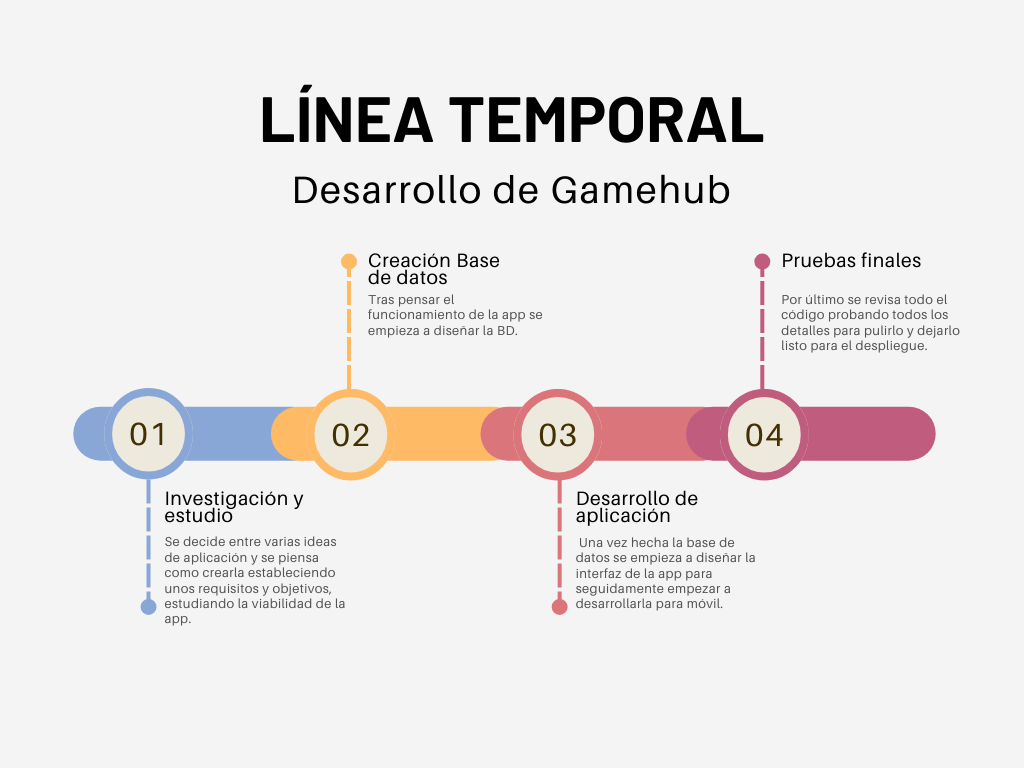 LÍNEA TEMPORAL
Desarrollo de Gamehub
01
Investigación y
estudio
Se decide entre varias ideas
de aplicación y se piensa
como crearla estableciendo
unos requisitos y objetivos,
estudiando la viabilidad de la
app.
02
Creación Base
de datos
Tras pensar el
funcionamiento de la app se
empieza a diseñar la BD.
03
Desarrollo de
aplicación
Una vez hecha la base de
datos se empieza a diseñar la
interfaz de la app para
seguidamente empezar a
desarrollarla para móvil.
04
Pruebas finales
Por último se revisa todo el
código probando todos los
detalles para pulirlo y dejarlo
listo para el despliegue.